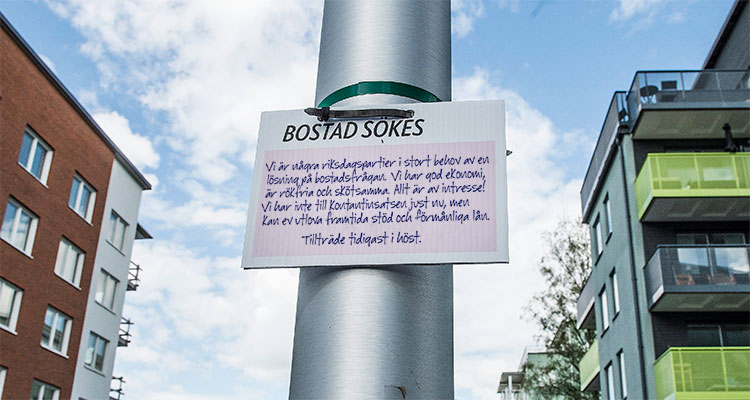 BOSTAD SÖKES
Vi är några riksdagspartier i stort behov av en
lösning på bostadsfrågan. Vi har god ekonomi,
är rökfria och skötsamma. Allt är av intresse!
Vi har inte till Kontantinsatsen just nu, men
kan ev utlova framtida stöd och förmånliga lån.
Tillträde tidigast i höst.